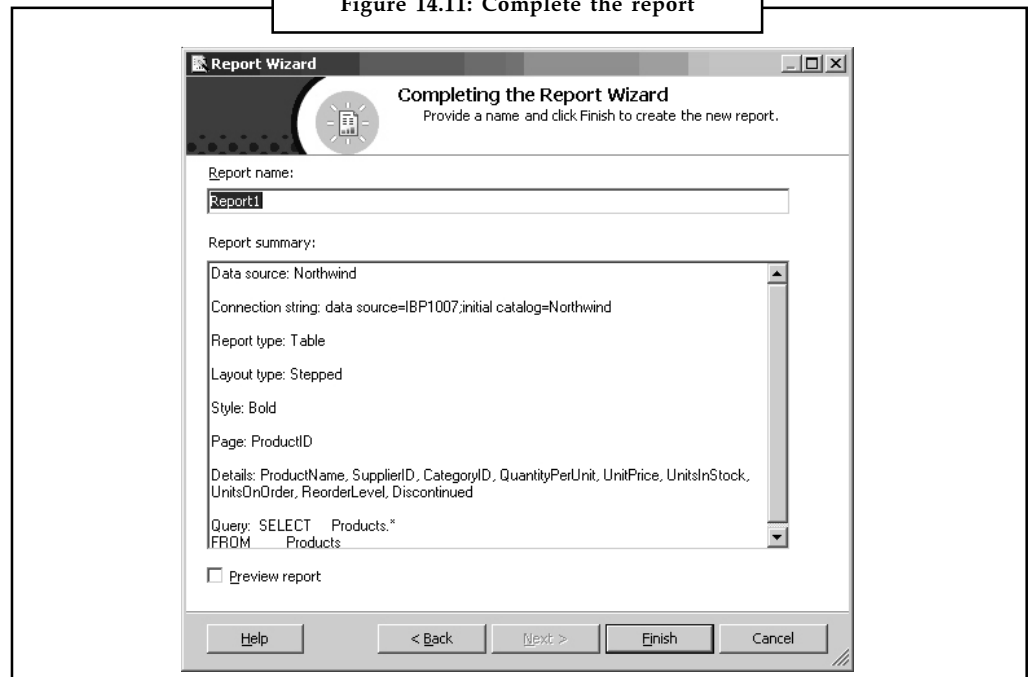 Figure 14.11: Complete the report
Report Wizard
Completing the Report Wizard
Provide a name and click Finish to create the new report.
Report name:
Report1
Report summary:
Data source: Northwind
Connection string: data source=IBP1007;initial catalog=Northwind
Report type: Table
Layout type: Stepped
Style: Bold
Page: ProductID
Details: ProductName, SupplierID, CategoryID, QuantityPerUnit, UnitPrice, UnitsInStock,
UnitsOnOrder, ReorderLevel, Discontinued
Query: SELECT Products.*
FROM Products
Preview report
Help
< Back
Next >
Finish
Cancel